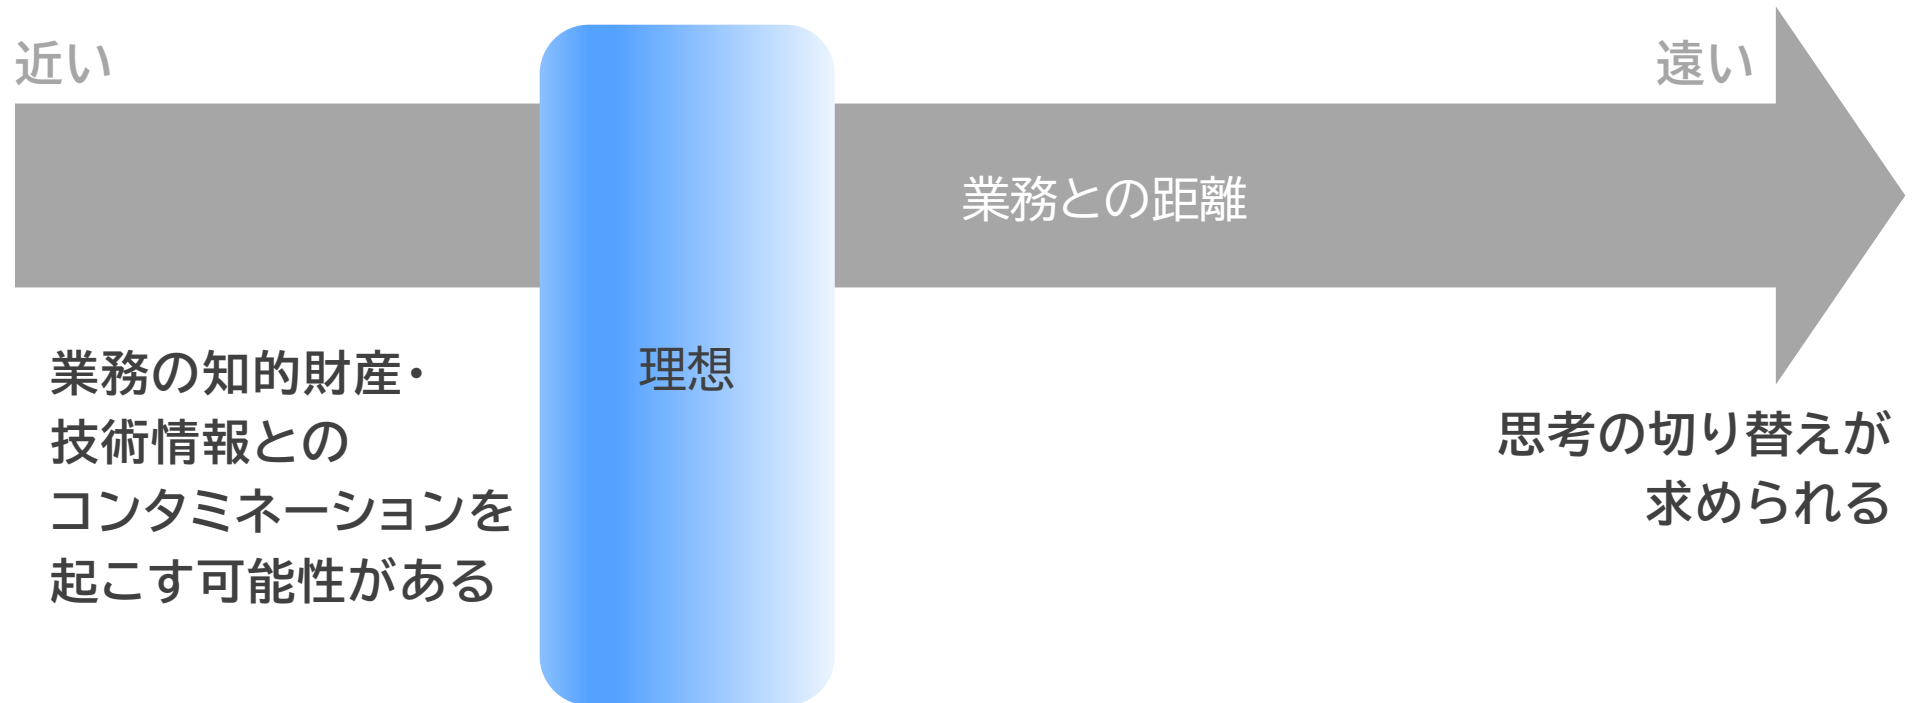 近い
遠い
業務との距離
理想
業務の知的財産・
技術情報との
コンタミネーションを
起こす可能性がある
思考の切り替えが
求められる